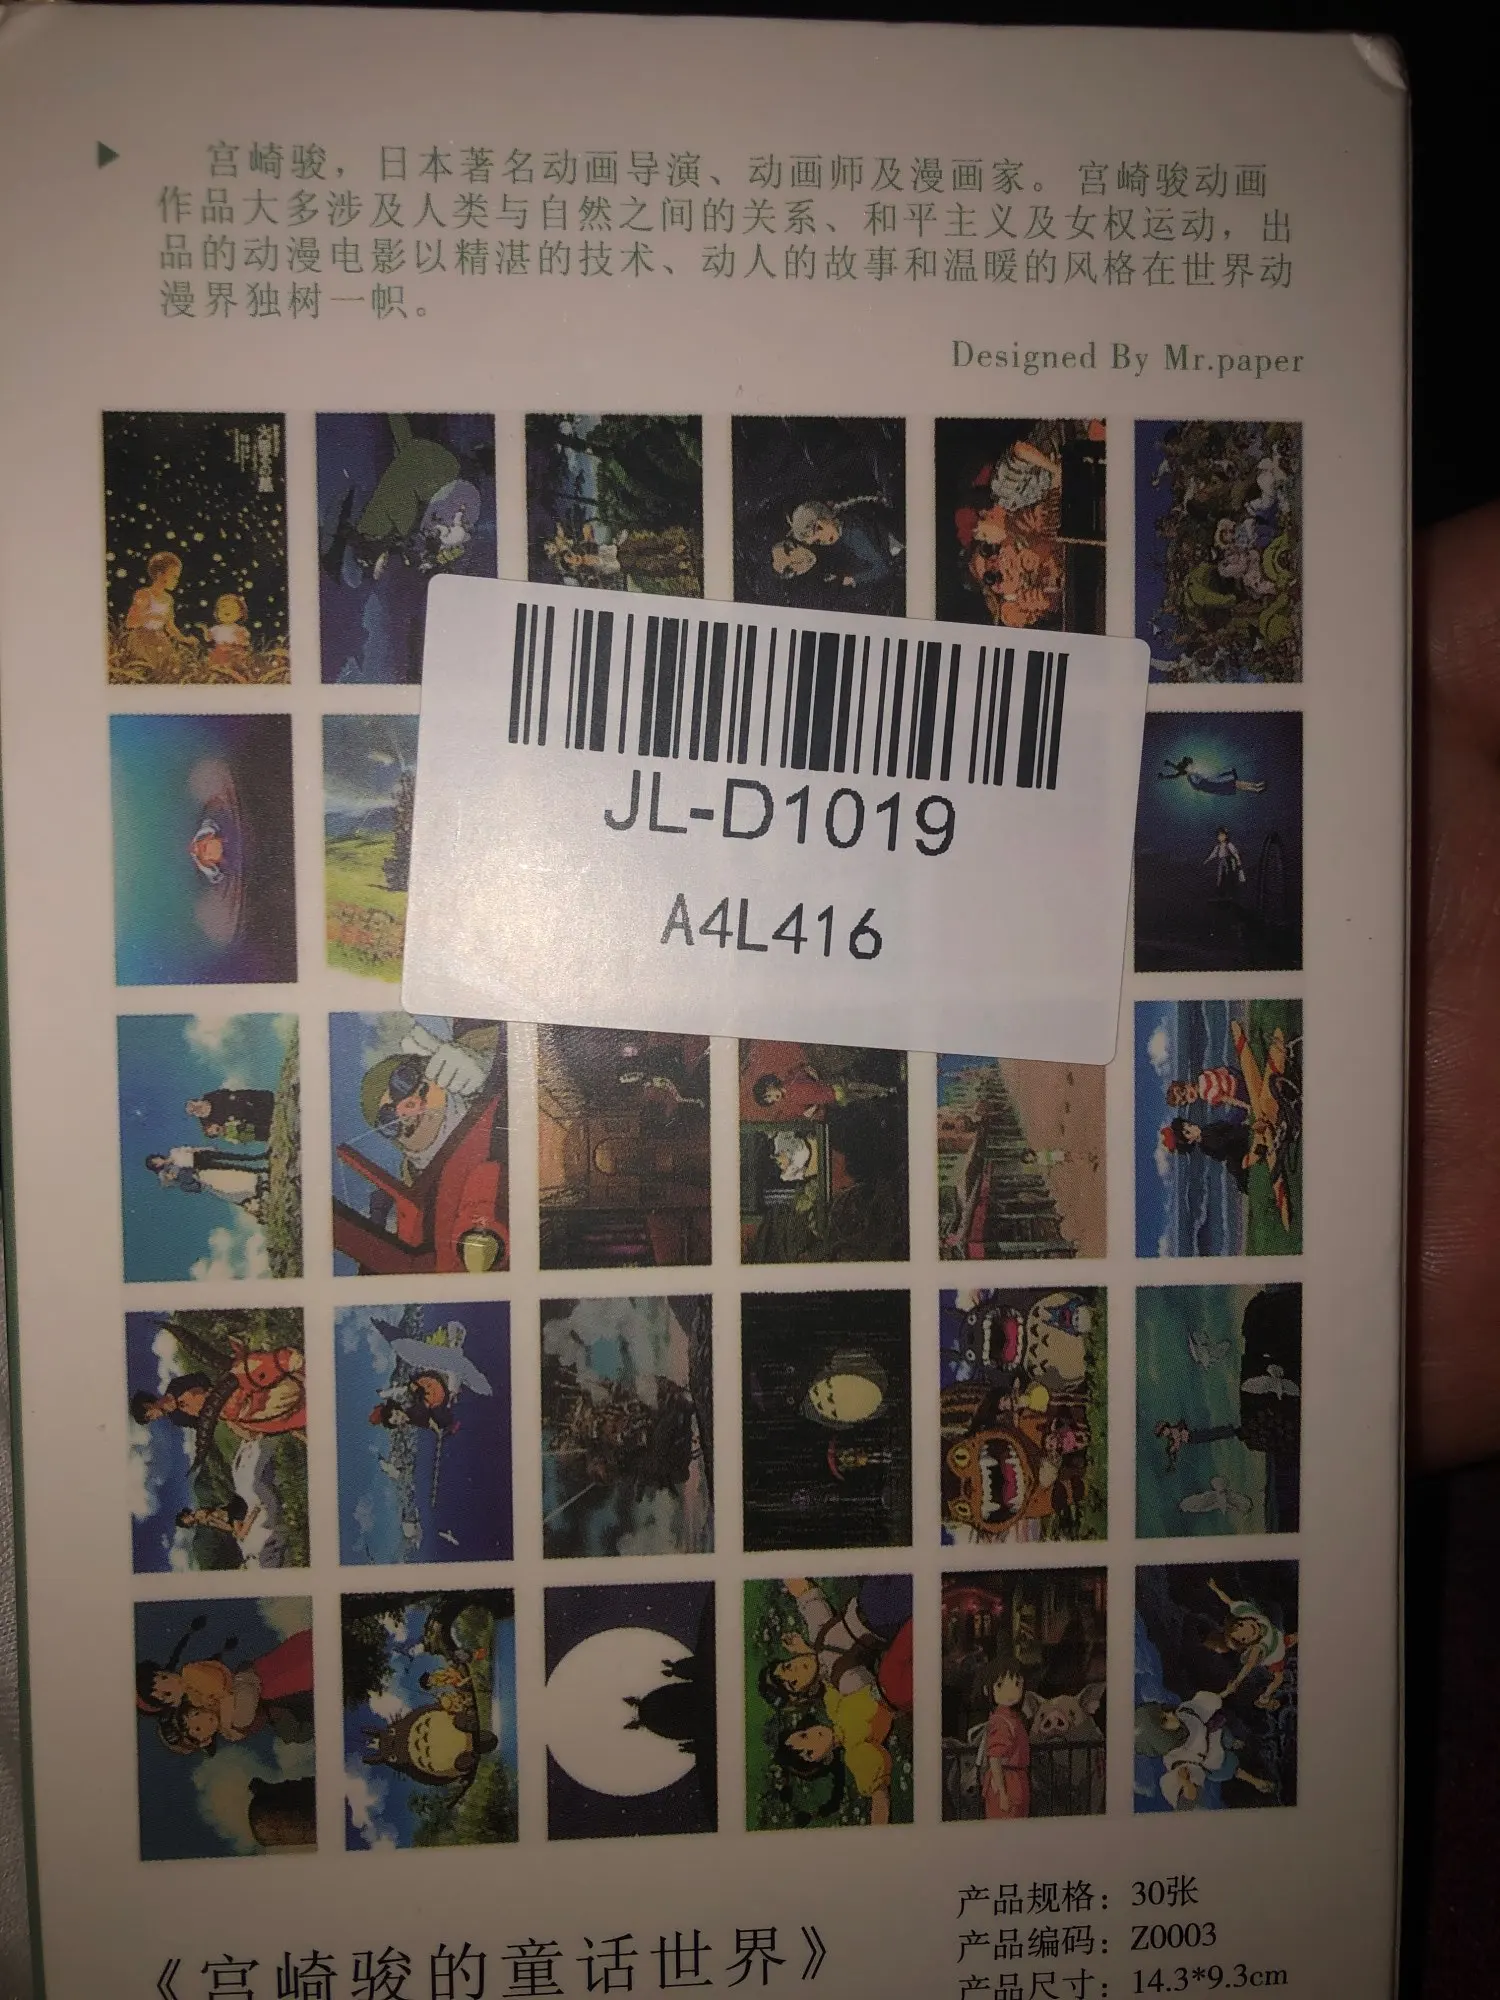 宫崎骏，日本著名动画导演、动画师及漫画家。宫崎骏动画
作品大多涉及人类与自然之间的关系、和平主义及女权运动，出
品的动漫电影以精湛的技术、动人的故事和温暖的风格在世界动
漫界独树一帜。
Designed By Mr.paper
JL-D1019
A4L416
《宫崎骏的童话世界》
产品规格：30张
产品编码：Z0003
产品尺寸：14.3*9.3cm